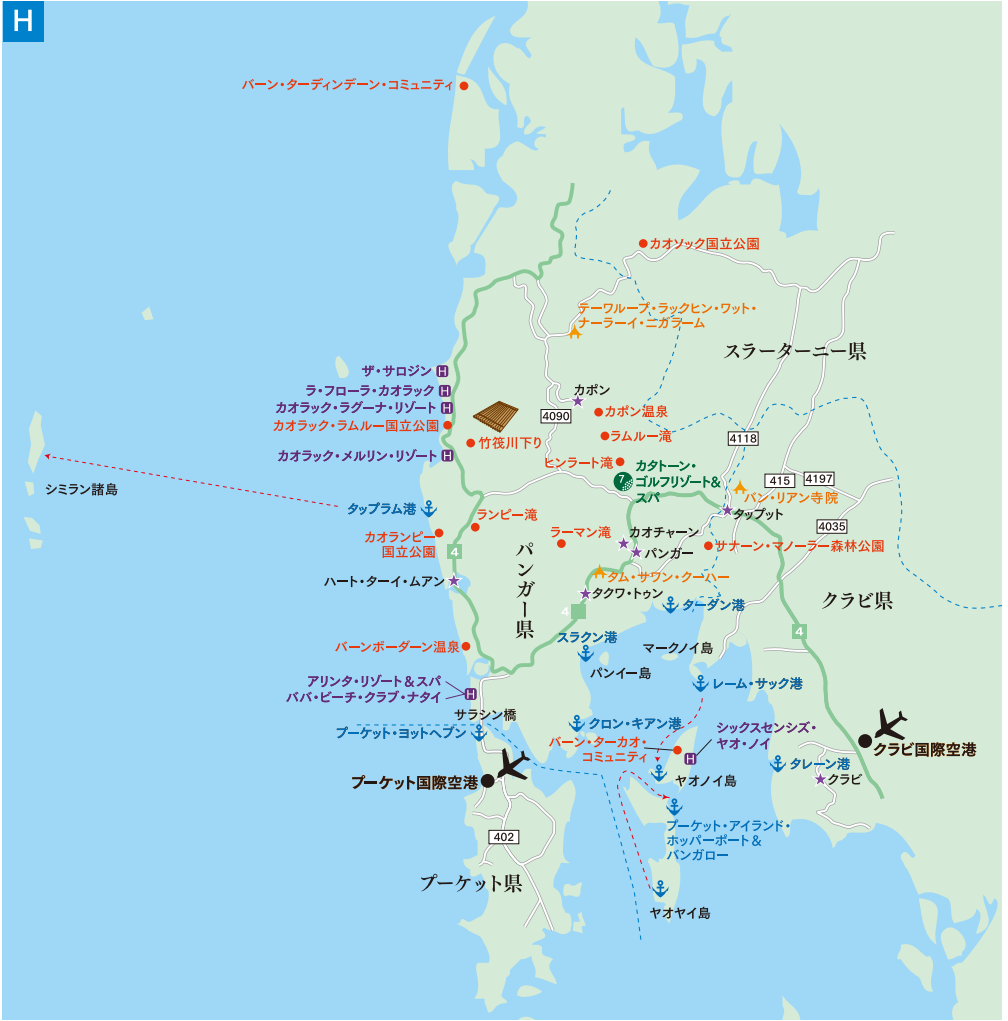 H
バーン・ターディンデーン・コミュニティ
カオソック国立公園
テーワループ・ラックヒン・ワット・
ナーラーイ・ニカラーム
スラーターニー県
ザ・サロジン H
ラ・フローラ・カオラック H
カオラック・ラグーナ・リゾート H
カオラック・ラムルー国立公園
カオラック・メルリン・リゾート H
カポン
4090
カポン温泉
ラムルー滝
竹筏川下り
ヒンラート滝
7
カタトーン・
ゴルフリゾート&
スパ
4118
415
4197
バン・リアン寺院
タップット
4035
シミラン諸島
タップラム港
ランピー滝
カオランピー
国立公園
ラーマン滝
カオチャーン
パンガー
サナーン・マノーラー森林公園
4
パンガー県
ハート・ターイ・ムアン
タム・サワン・クーハー
タクワ・トゥン
4
ターダン港
クラビ県
4
スラクン港
マークノイ島
バーンボーダーン温泉
パンイー島
アリンタ・リゾート&スパ
ババ・ビーチ・クラブ・ナタイ
H
レーム・サック港
サラシン橋
プーケット・ヨットヘブン
クロン・キアン港
シックスセンシズ・
ヤオ・ノイ
H
バーン・ターカオ・
コミュニティ
クラビ国際空港
タレーン港
クラビ
ヤオノイ島
プーケット国際空港
プーケット・アイランド・
ホッパーポート&
バンガロー
402
プーケット県
ヤオヤイ島